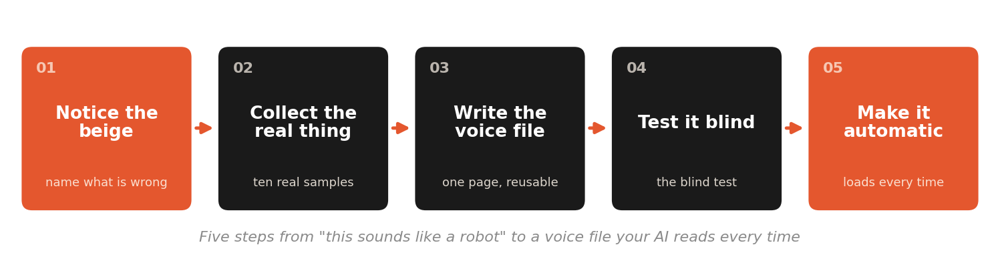 01
Notice the
beige
name what is wrong
02
Collect the
real thing
ten real samples
03
Write the
voice file
one page, reusable
04
Test it blind
the blind test
05
Make it
automatic
loads every time
Five steps from "this sounds like a robot" to a voice file your AI reads every time